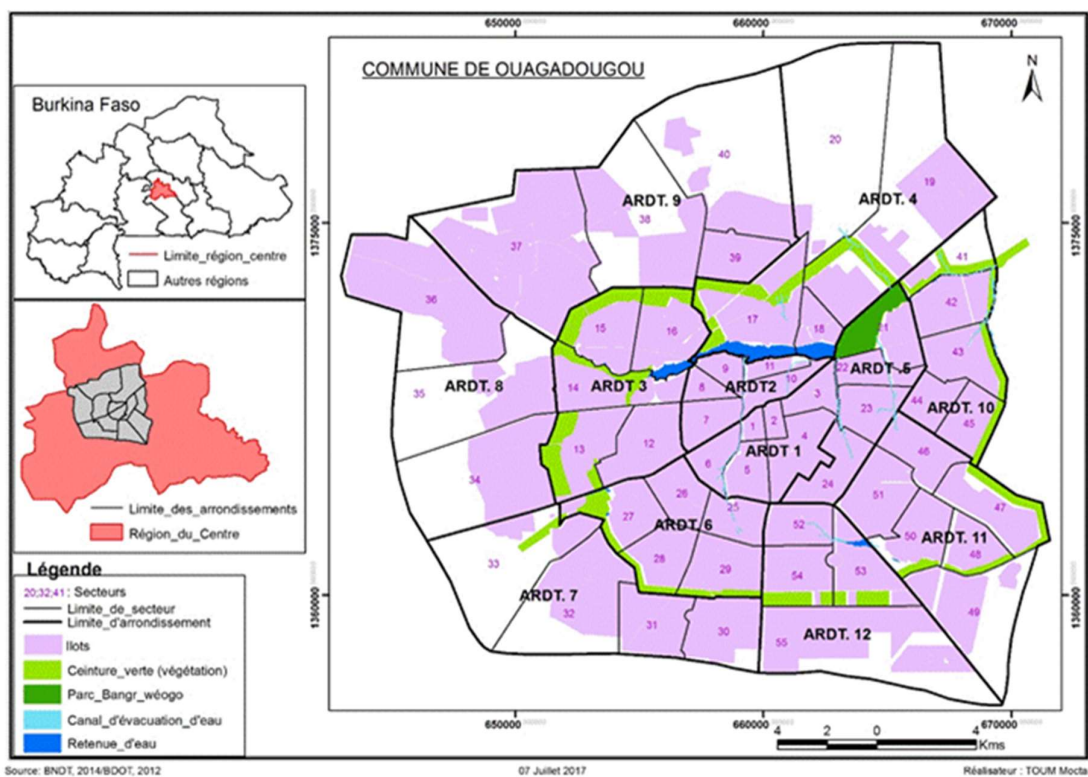 650000
660000
670000
COMMUNE DE OUAGADOUGOU
N
Burkina Faso
Limite_région_centre
Autres régions
Limite_des_arrondissements
Région_du_Centre
Légende
20;32;41 : Secteurs
Limite_de_secteur
Limite_d'arrondissement
Ilots
Ceinture_verte (végétation)
Parc_Bangr_wéogo
Canal_d'évacuation_d'eau
Retenue_d'eau
1375000
1375000
20
40
19
ARDT. 9
ARDT. 4
38
37
39
41
36
42
15
16
17
18
21
43
35
ARDT. 8
14
ARDT 3
9
11
8
ARDT2
10
22
ARDT. 5
3
23
44
ARDT. 10
45
7
1
2
13
12
4
ARDT 1
6
5
46
34
24
26
51
47
27
25
ARDT. 6
52
50
ARDT. 11
48
33
28
29
54
53
ARDT. 7
32
49
31
30
ARDT. 12
55
1360000
1360000
650000
660000
670000
4 2 0 4
Kms
Source: BNDT, 2014/BDOT, 2012
07 Juillet 2017
Réalisateur : TOUM Mocta